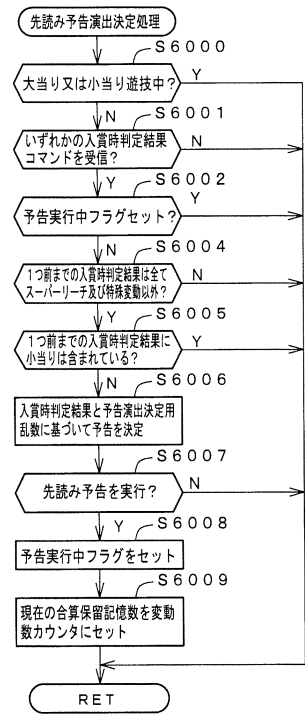 先読み予告演出決定処理
S6000
大当り又は小当り遊技中？
Y
N
S6001
いずれかの入賞時判定結果
コマンドを受信？
N
Y
S6002
予告実行中フラグセット？
Y
N
S6004
１つ前までの入賞時判定結果は全て
スーパーリーチ及び特殊変動以外？
N
Y
S6005
１つ前までの入賞時判定結果に
小当りは含まれている？
Y
N
S6006
入賞時判定結果と予告演出決定用
乱数に基づいて予告を決定
S6007
先読み予告を実行？
N
Y
S6008
予告実行中フラグをセット
S6009
現在の合算保留記憶数を変動
数カウンタにセット
RET